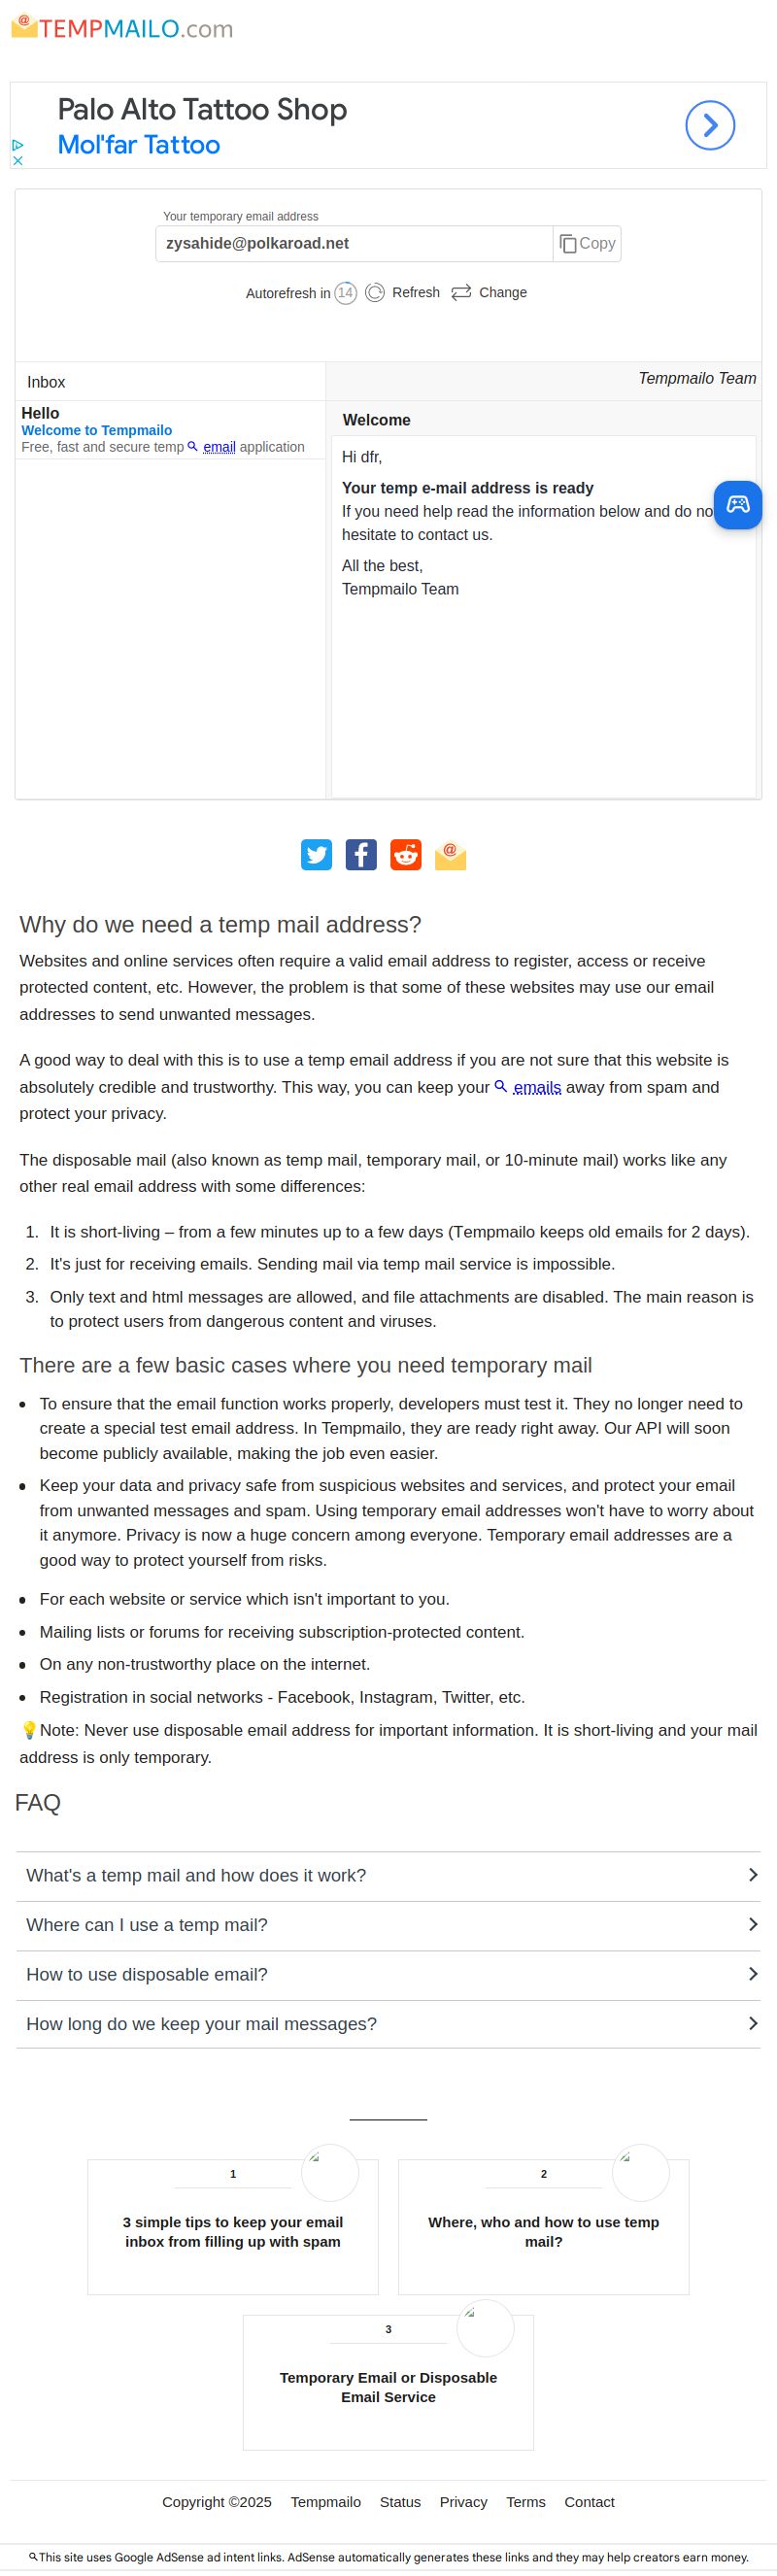 TEMPMAILO.com
Palo Alto Tattoo Shop
Mol'far Tattoo
Your temporary email address
zysahide@polkaroad.net
Copy
Autorefresh in 14 Refresh Change
Inbox
Tempmailo Team
Hello
Welcome to Tempmailo
Free, fast and secure temp email application
Welcome
Hi dfr,
Your temp e-mail address is ready
If you need help read the information below and do no
hesitate to contact us.
All the best,
Tempmailo Team
Why do we need a temp mail address?
Websites and online services often require a valid email address to register, access or receive
protected content, etc. However, the problem is that some of these websites may use our email
addresses to send unwanted messages.
A good way to deal with this is to use a temp email address if you are not sure that this website is
absolutely credible and trustworthy. This way, you can keep your emails away from spam and
protect your privacy.
The disposable mail (also known as temp mail, temporary mail, or 10-minute mail) works like any
other real email address with some differences:
1. It is short-living – from a few minutes up to a few days (Tempmailo keeps old emails for 2 days).
2. It's just for receiving emails. Sending mail via temp mail service is impossible.
3. Only text and html messages are allowed, and file attachments are disabled. The main reason is
to protect users from dangerous content and viruses.
There are a few basic cases where you need temporary mail
• To ensure that the email function works properly, developers must test it. They no longer need to
create a special test email address. In Tempmailo, they are ready right away. Our API will soon
become publicly available, making the job even easier.
• Keep your data and privacy safe from suspicious websites and services, and protect your email
from unwanted messages and spam. Using temporary email addresses won't have to worry about
it anymore. Privacy is now a huge concern among everyone. Temporary email addresses are a
good way to protect yourself from risks.
• For each website or service which isn't important to you.
• Mailing lists or forums for receiving subscription-protected content.
• On any non-trustworthy place on the internet.
• Registration in social networks - Facebook, Instagram, Twitter, etc.
💡Note: Never use disposable email address for important information. It is short-living and your mail
address is only temporary.
FAQ
What's a temp mail and how does it work?
Where can I use a temp mail?
How to use disposable email?
How long do we keep your mail messages?
1
3 simple tips to keep your email
inbox from filling up with spam
2
Where, who and how to use temp
mail?
3
Temporary Email or Disposable
Email Service
Copyright ©2025 Tempmailo Status Privacy Terms Contact
This site uses Google AdSense ad intent links. AdSense automatically generates these links and they may help creators earn money.